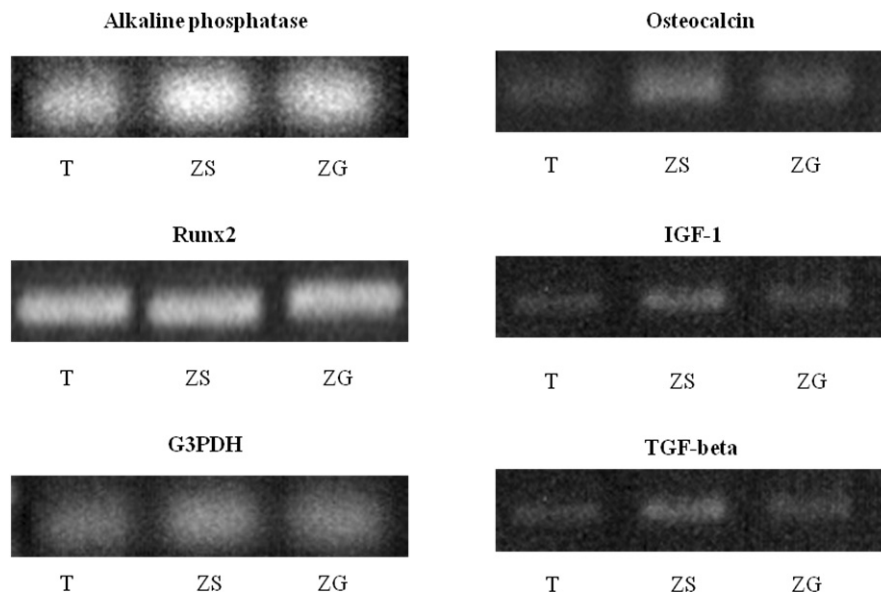 Alkaline phosphatase
T ZS ZG
Osteocalcin
T ZS ZG
Runx2
T ZS ZG
IGF-1
T ZS ZG
G3PDH
T ZS ZG
TGF-beta
T ZS ZG